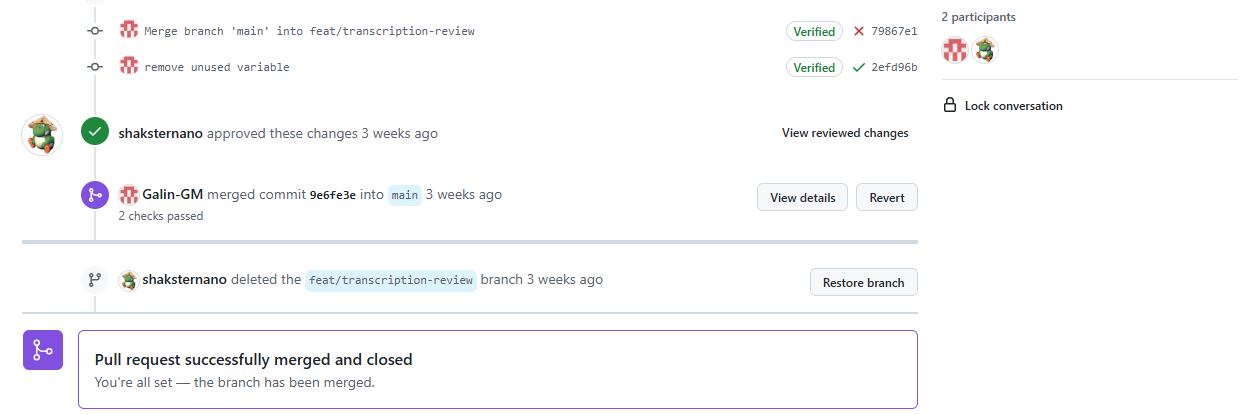 Merge branch 'main' into feat/transcription-review
Verified 79867e1
remove unused variable
Verified 2efd96b
shaksternano approved these changes 3 weeks ago
View reviewed changes
Galin-GM merged commit 9e6fe3e into main 3 weeks ago
View details
Revert
2 checks passed
shaksternano deleted the feat/transcription-review branch 3 weeks ago
Restore branch
Pull request successfully merged and closed
You're all set — the branch has been merged.
2 participants
Lock conversation